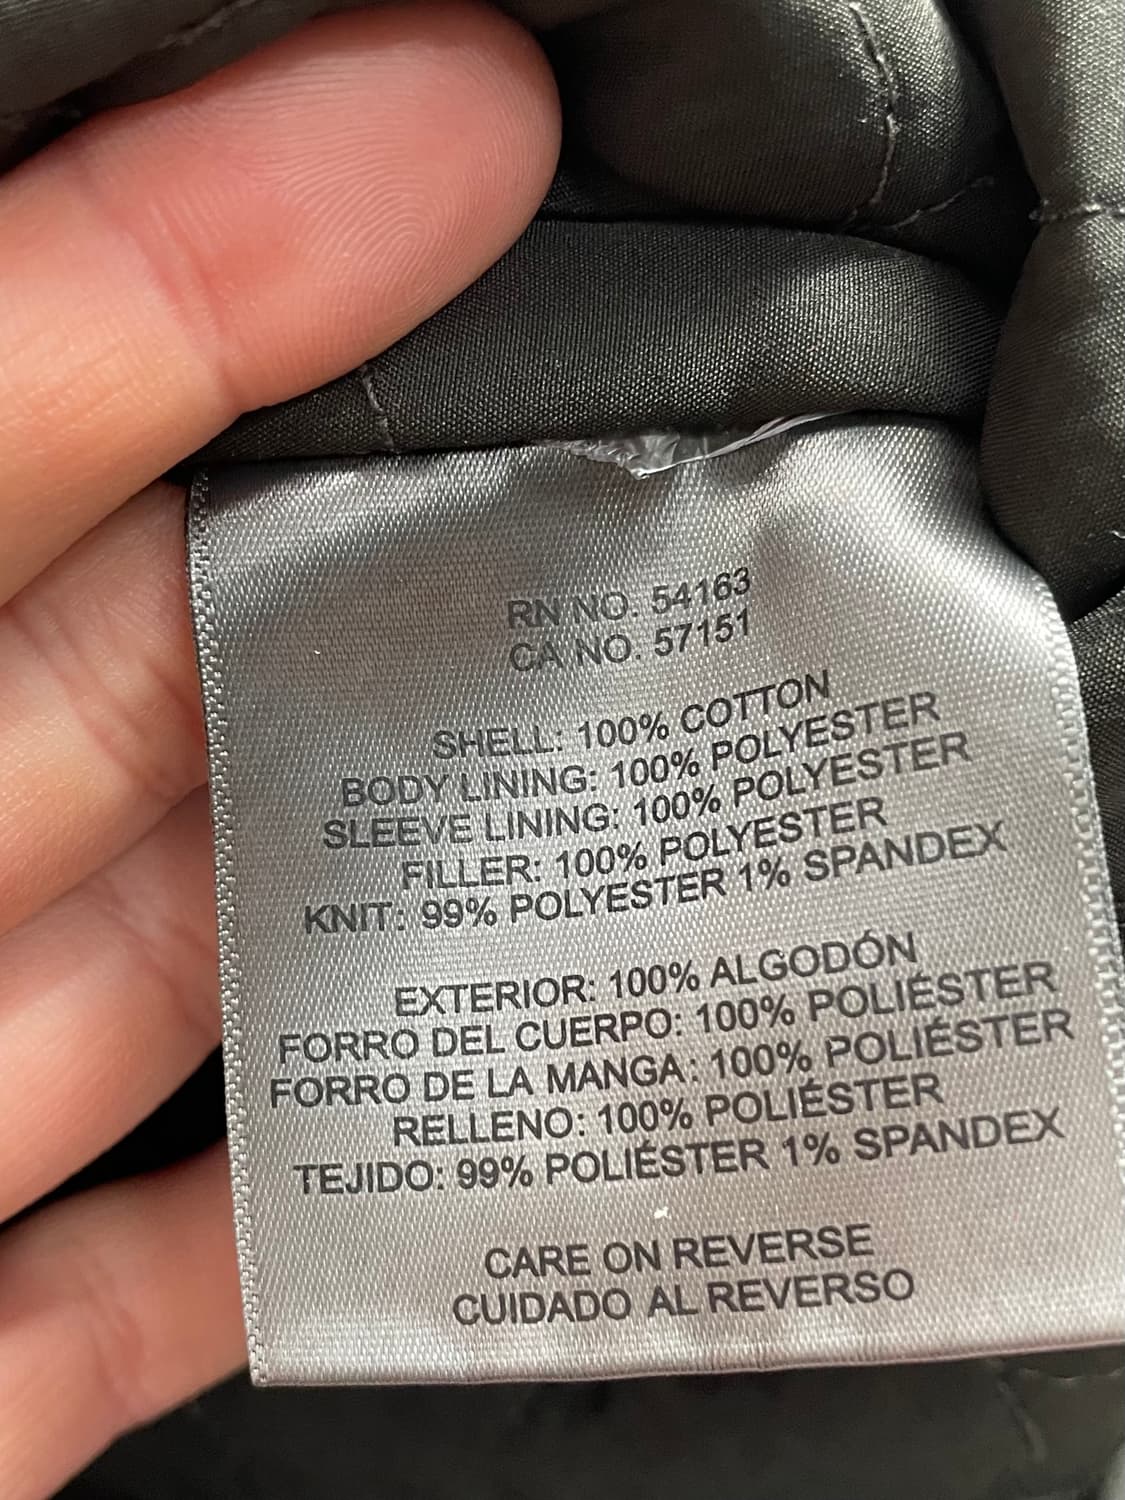 RN NO. 54163
CA NO. 57151
SHELL: 100% COTTON
BODY LINING: 100% POLYESTER
SLEEVE LINING: 100% POLYESTER
FILLER: 100% POLYESTER
KNIT: 99% POLYESTER 1% SPANDEX
EXTERIOR: 100% ALGODÓN
FORRO DEL CUERPO: 100% POLIÉSTER
FORRO DE LA MANGA: 100% POLIÉSTER
RELLENO: 100% POLIÉSTER
TEJIDO: 99% POLIÉSTER 1% SPANDEX
CARE ON REVERSE
CUIDADO AL REVERSO